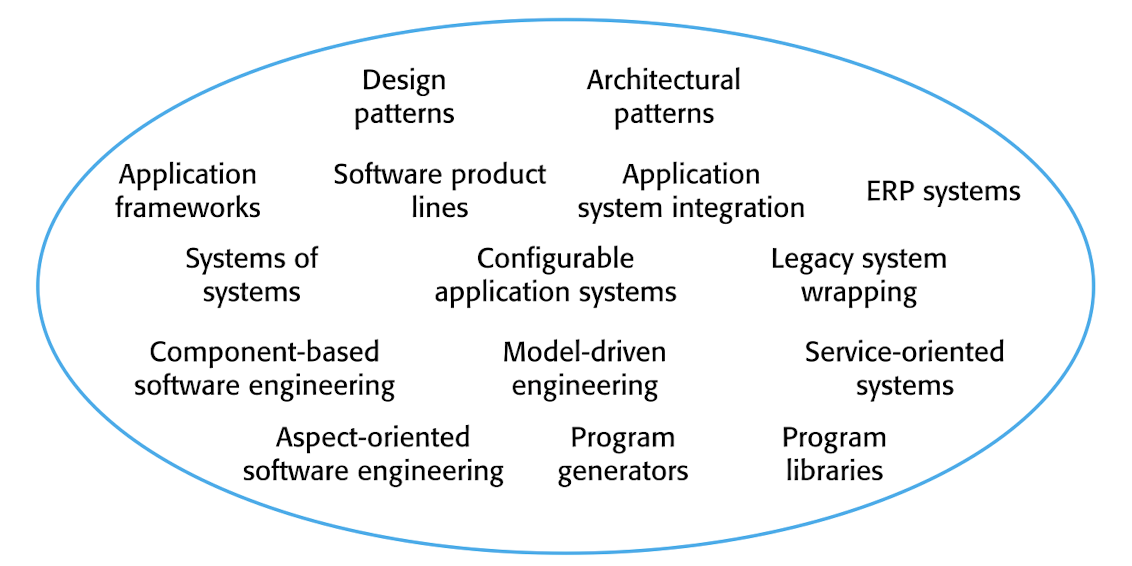 Design
patterns
Architectural
patterns
Application
frameworks
Software product
lines
Application
system integration
ERP systems
Systems of
systems
Configurable
application systems
Legacy system
wrapping
Component-based
software engineering
Model-driven
engineering
Service-oriented
systems
Aspect-oriented
software engineering
Program
generators
Program
libraries